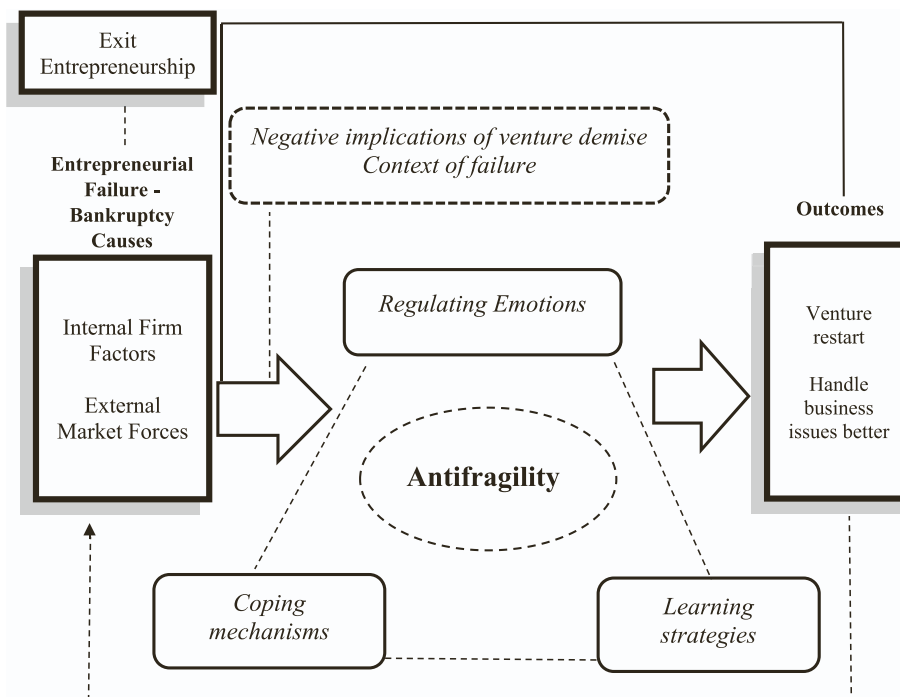 Exit
Entrepreneurship
Negative implications of venture demise
Context of failure
Entrepreneurial
Failure -
Bankruptcy
Causes
Outcomes
Internal Firm
Factors
External
Market Forces
Regulating Emotions
Venture
restart
Handle
business
issues better
Antifragility
Coping
mechanisms
Learning
strategies